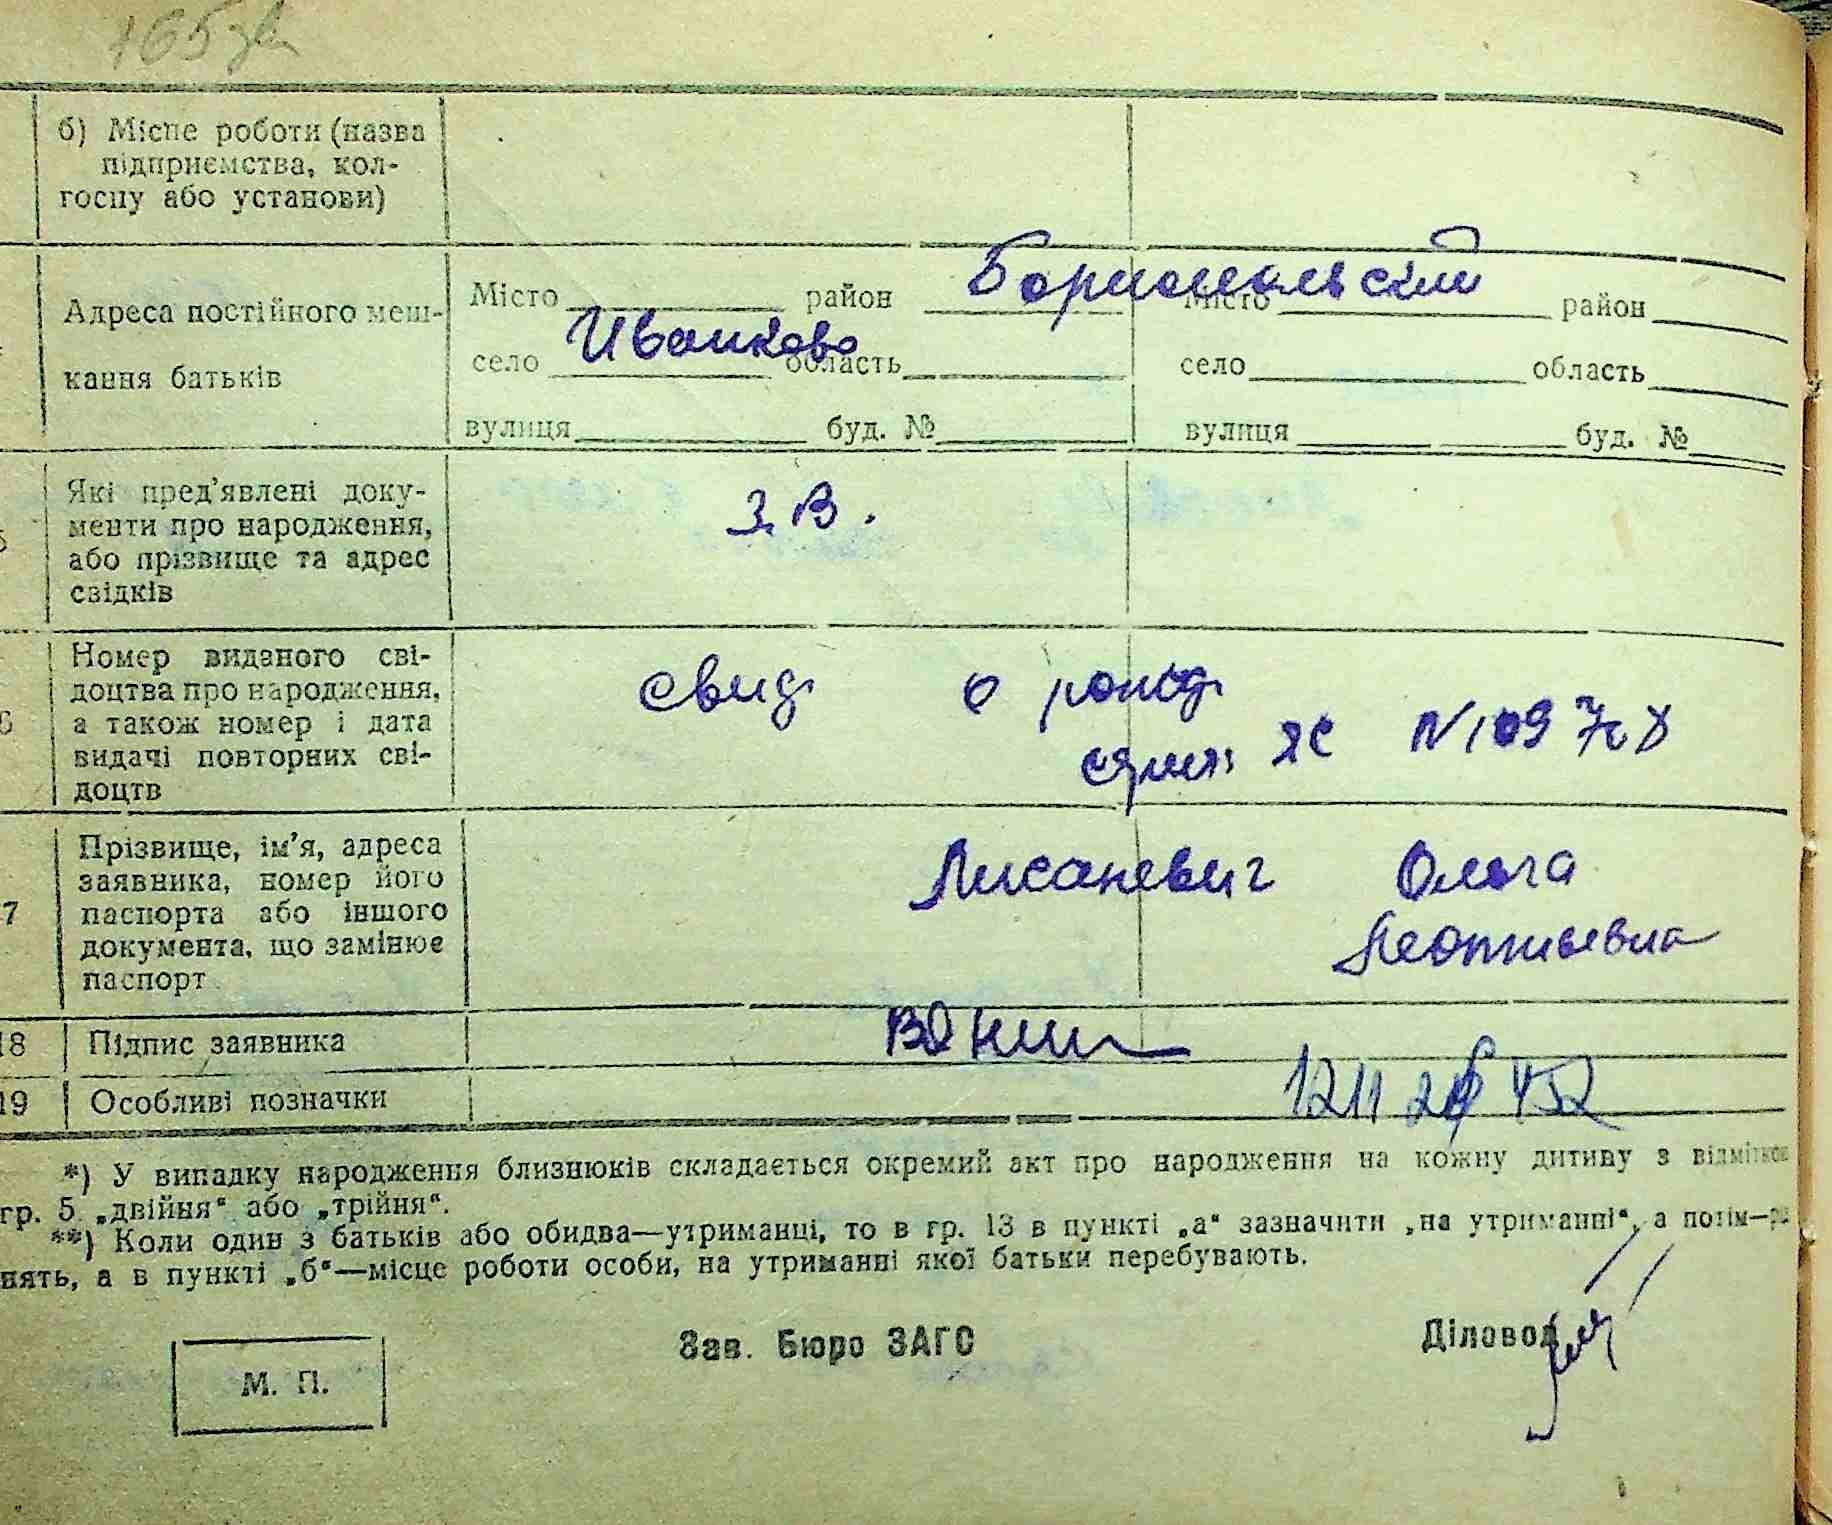 165 зв
б) Місце роботи (назва
підприємства, кол-
госпу або установи)
Адреса постійного меш-
кання батьків
Місто район Бориспольский
село Иванково область
вулиця буд. №
Місто район
село область
вулиця буд. №
Які пред'явлені доку-
менти про народження,
або прізвище та адрес
свідків
З.В.
6 Номер виданого сві-
доцтва про народження,
а також номер і дата
видачі повторних сві-
доцтв
свид о рожд
серия ЯС N
7 Прізвище, ім'я, адреса
заявника, номер його
паспорта або іншого
документа, що замінює
паспорт
Лисаневич Ольга
Леонтьевна
18 Підпис заявника
19 Особливі позначки
*) У випадку народження близнюків складається окремий акт про народження на кожну дитину з відміткою
гр. 5 „двійня“ або „трійня“.
**) Коли один з батьків або обидва—утриманці, то в гр. 13 в пункті „а“ зазначити „на утриманні“, а потім—
нять, а в пункті „б“—місце роботи особи, на утриманні якої батьки перебувають.
М. П.
Зав. Бюро ЗАГС
Діловод